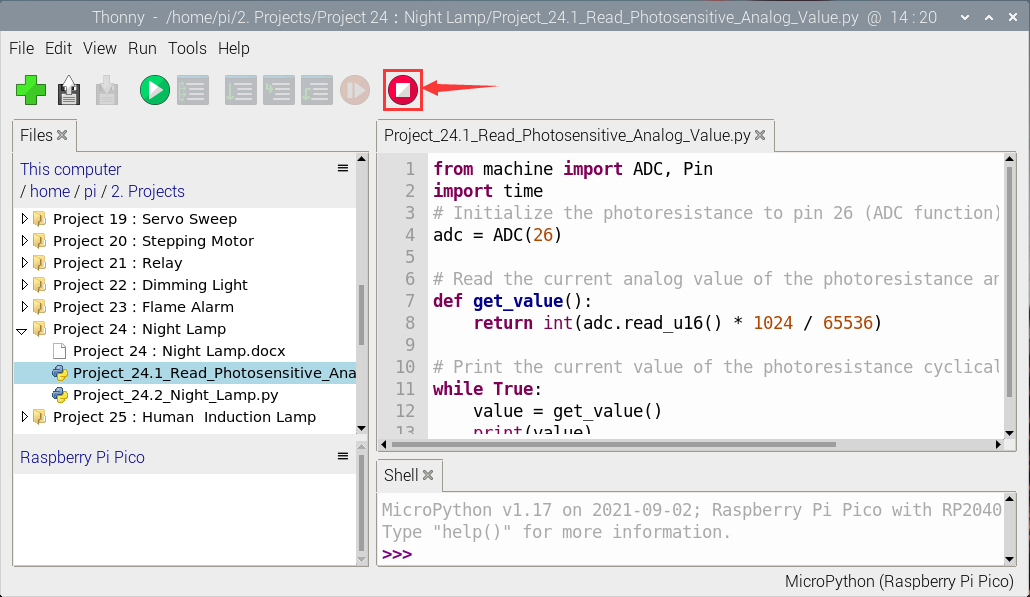 Thonny - /home/pi/2. Projects/Project 24 : Night Lamp/Project_24.1_Read_Photosensitive_Analog_Value.py @ 14 : 20
File Edit View Run Tools Help
Files
This computer
/ home / pi / 2. Projects
Project 19 : Servo Sweep
Project 20 : Stepping Motor
Project 21 : Relay
Project 22 : Dimming Light
Project 23 : Flame Alarm
Project 24 : Night Lamp
Project 24 : Night Lamp.docx
Project_24.1_Read_Photosensitive_Ana
Project_24.2_Night_Lamp.py
Project 25 : Human  Induction Lamp
Raspberry Pi Pico
Project_24.1_Read_Photosensitive_Analog_Value.py
1 from machine import ADC, Pin
2 import time
3 # Initialize the photoresistance to pin 26 (ADC function)
4 adc = ADC(26)
5
6 # Read the current analog value of the photoresistance an
7 def get_value():
8     return int(adc.read_u16() * 1024 / 65536)
9
10 # Print the current value of the photoresistance cyclical
11 while True:
12     value = get_value()
13     print(value)
Shell
MicroPython v1.17 on 2021-09-02; Raspberry Pi Pico with RP2040
Type "help()" for more information.
>>>
MicroPython (Raspberry Pi Pico)